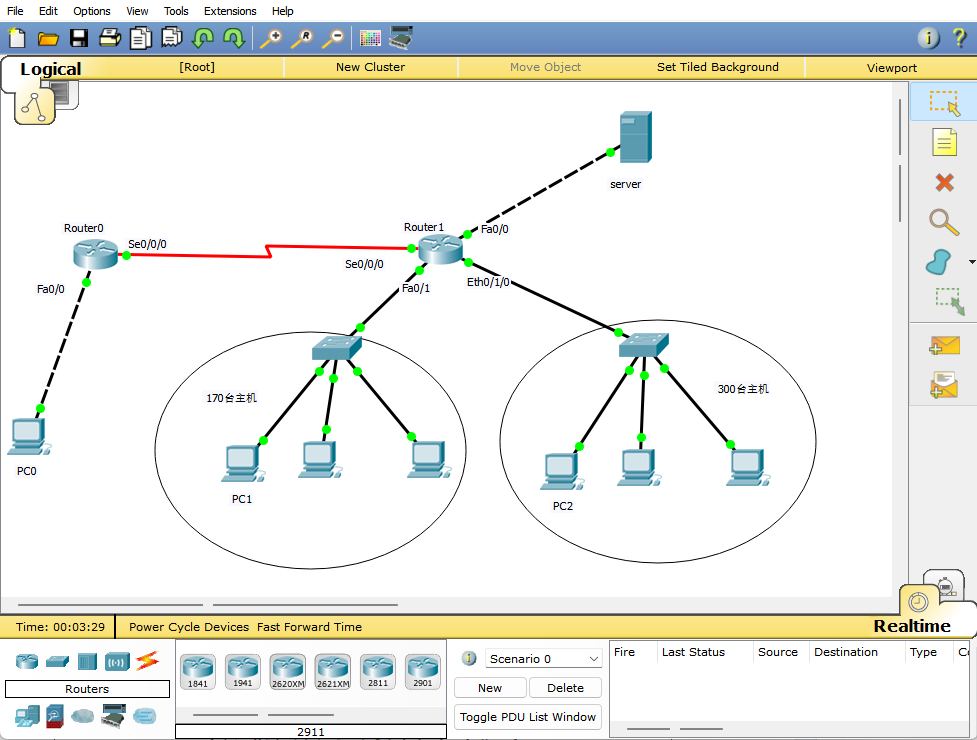 File Edit Options View Tools Extensions Help
Logical [Root] New Cluster Move Object Set Tiled Background Viewport
server
Router0
Router1
Fa0/0
Se0/0/0
Se0/0/0
Fa0/0
Fa0/1
Eth0/1/0
170台主机
300台主机
PC0
PC1
PC2
Time: 00:03:29 Power Cycle Devices Fast Forward Time Realtime
Scenario 0
Fire Last Status Source Destination Type Co
1841 1941 2620XM 2621XM 2811 2901
Routers
New Delete
Toggle PDU List Window
2911